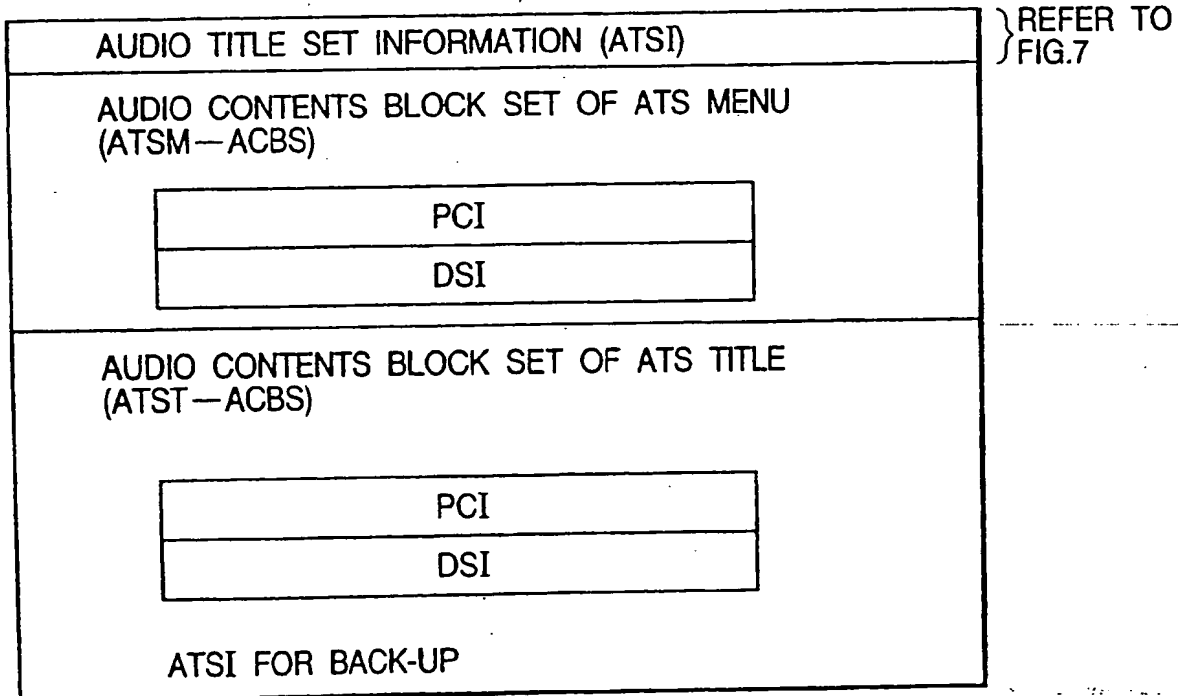 AUDIO TITLE SET INFORMATION (ATSI)
REFER TO
FIG.7
AUDIO CONTENTS BLOCK SET OF ATS MENU
(ATSM—ACBS)
PCI
DSI
AUDIO CONTENTS BLOCK SET OF ATS TITLE
(ATST—ACBS)
PCI
DSI
ATSI FOR BACK-UP